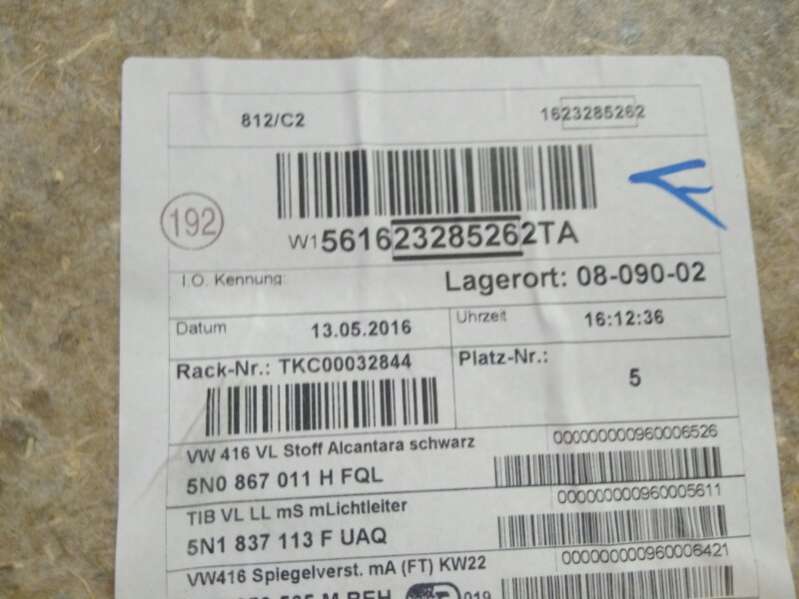 812/C2
1623285262
192
W1561623285262TA
I.O. Kennung:
Lagerort: 08-090-02
Datum 13.05.2016
Uhrzeit 16:12:36
Rack-Nr.: TKC00032844
Platz-Nr.:
5
VW 416 VL Stoff Alcantara schwarz
000000000960006526
5N0 867 011 H FQL
TIB VL LL mS mLichtleiter
000000000960005611
5N1 837 113 F UAQ
VW416 Spiegelverst. mA (FT) KW22
000000000960006421
019